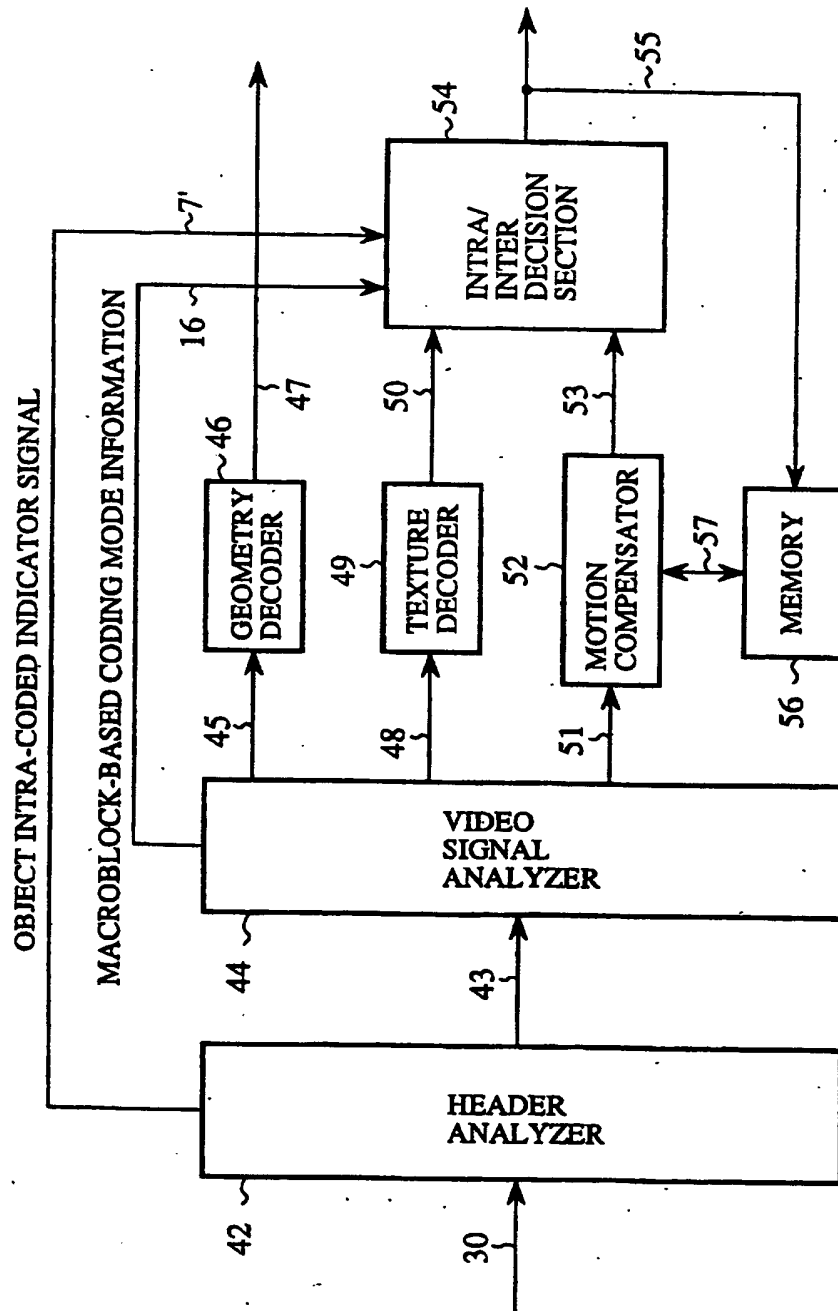 OBJECT INTRA-CODED INDICATOR SIGNAL
MACROBLOCK-BASED CODING MODE INFORMATION
7'
16
30
42
HEADER
ANALYZER
43
44
VIDEO
SIGNAL
ANALYZER
45
46
GEOMETRY
DECODER
47
48
49
TEXTURE
DECODER
50
51
52
MOTION
COMPENSATOR
53
54
INTRA/
INTER
DECISION
SECTION
55
56
MEMORY
57